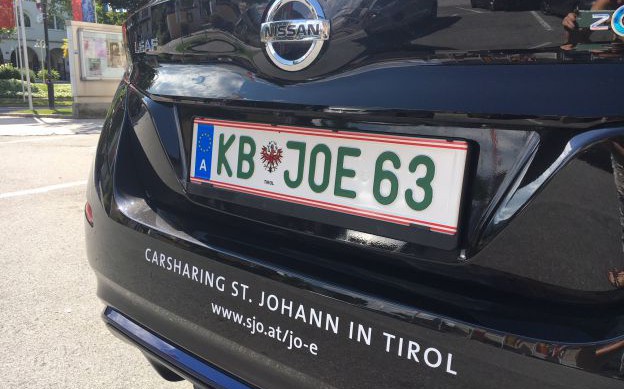 LEAF
NISSAN
A KB JOE 63
TIROL
CARSHARING ST. JOHANN IN TIROL
www.sjo.at/jo-e